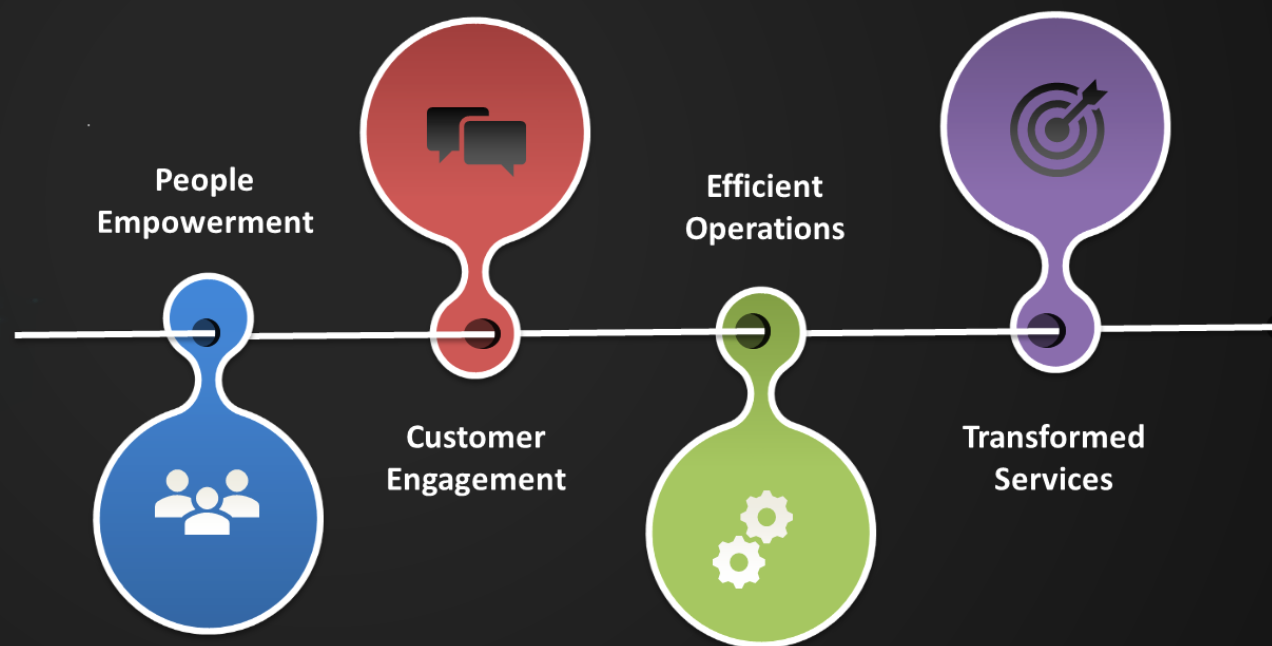 People
Empowerment
Customer
Engagement
Efficient
Operations
Transformed
Services